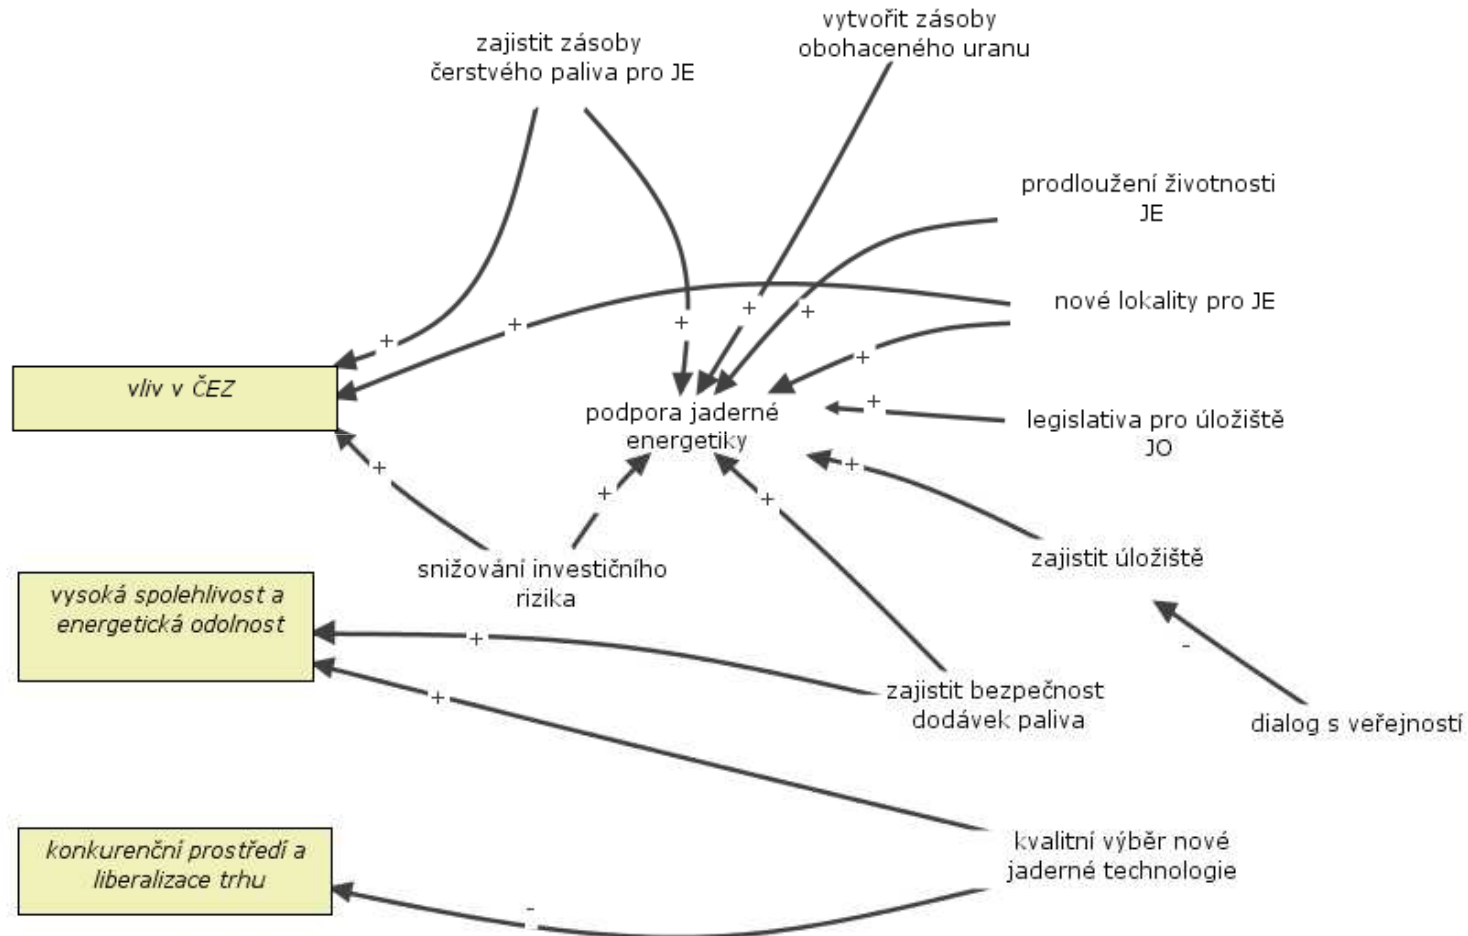 vytvořit zásoby
obohaceného uranu
zajistit zásoby
čerstvého paliva pro JE
prodloužení životnosti
JE
nové lokality pro JE
+
+
+
+
+
+
+
vliv v ČEZ
podpora jaderné
energetiky
+
legislativa pro úložiště
JO
+
+
+
+
zajistit úložiště
snižování investičního
rizika
vysoká spolehlivost a
energetická odolnost
+
-
zajistit bezpečnost
dodávek paliva
+
dialog s veřejností
kvalitní výběr nové
jaderné technologie
konkurenční prostředí a
liberalizace trhu
-